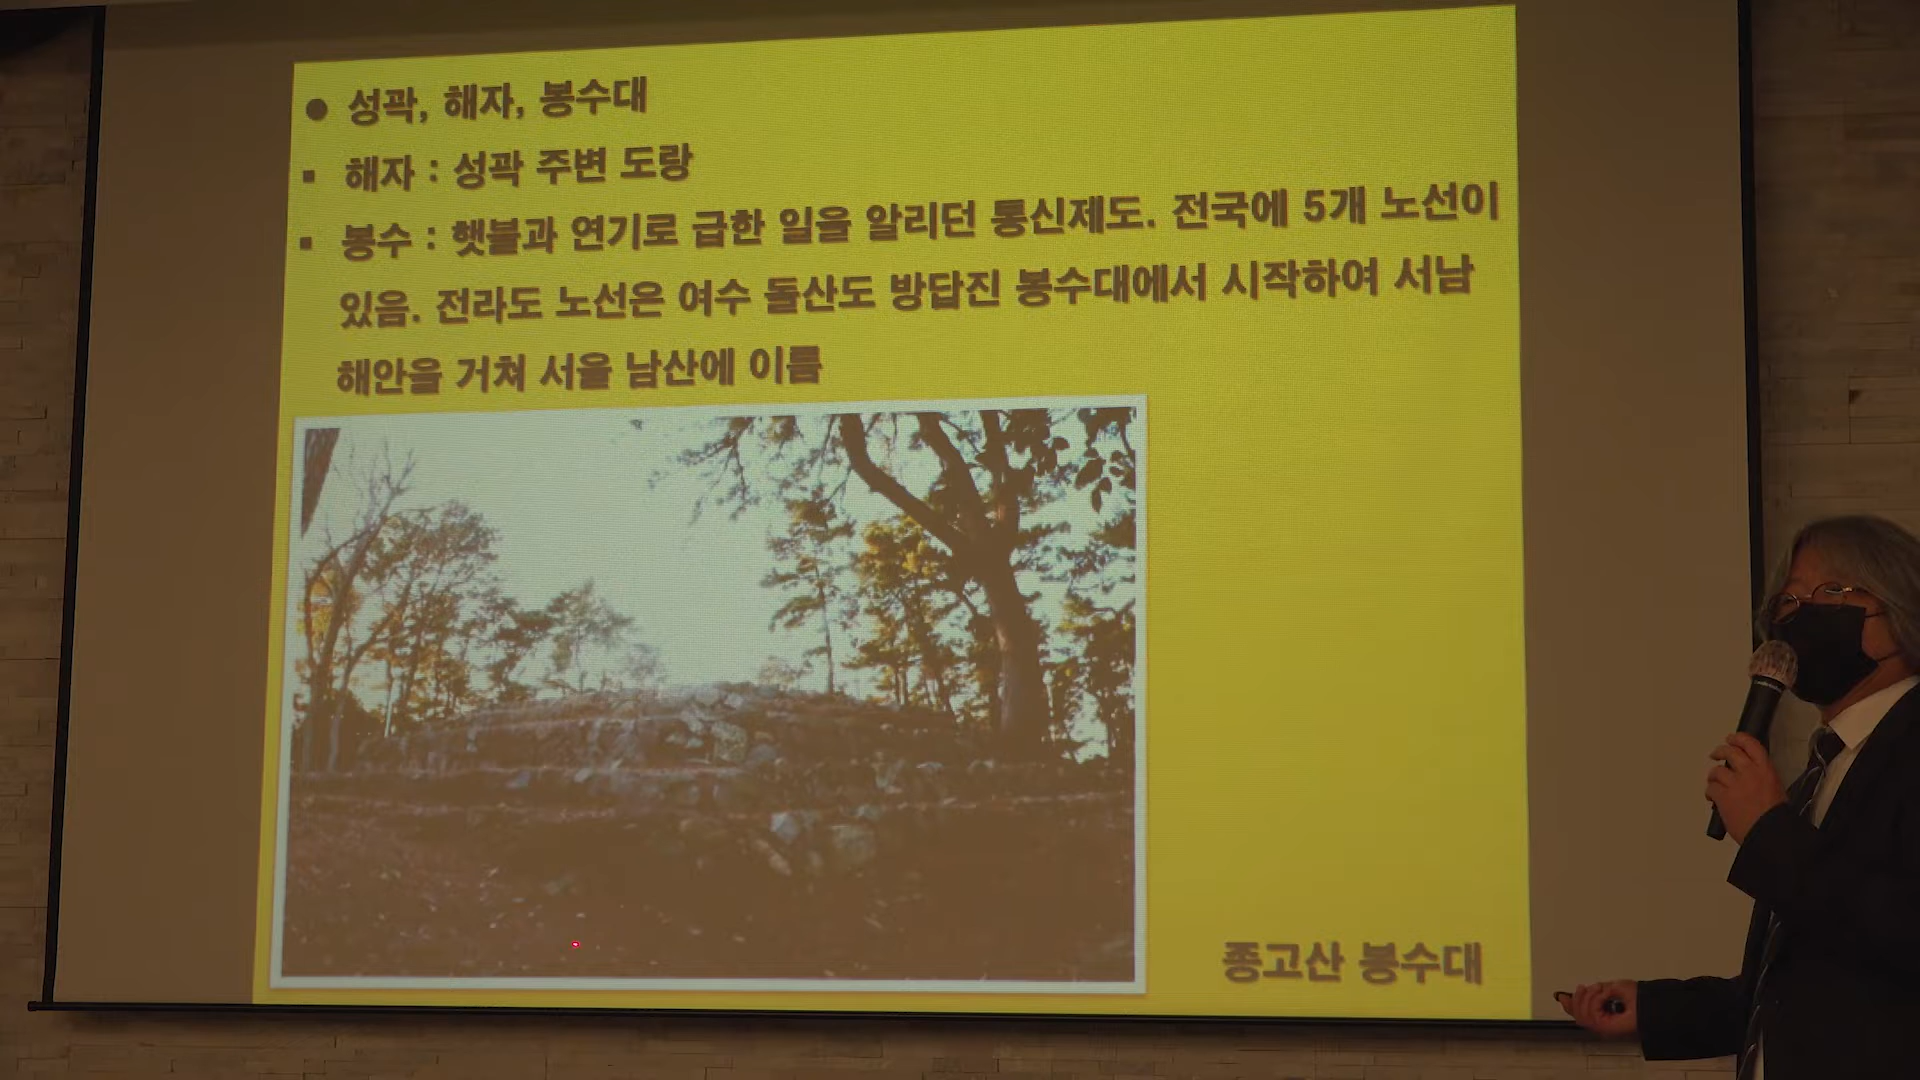 ● 성곽, 해자, 봉수대
▪ 해자 : 성곽 주변 도랑
▪ 봉수 : 횃불과 연기로 급한 일을 알리던 통신제도. 전국에 5개 노선이
있음. 전라도 노선은 여수 돌산도 방답진 봉수대에서 시작하여 서남
해안을 거쳐 서울 남산에 이름
종고산 봉수대